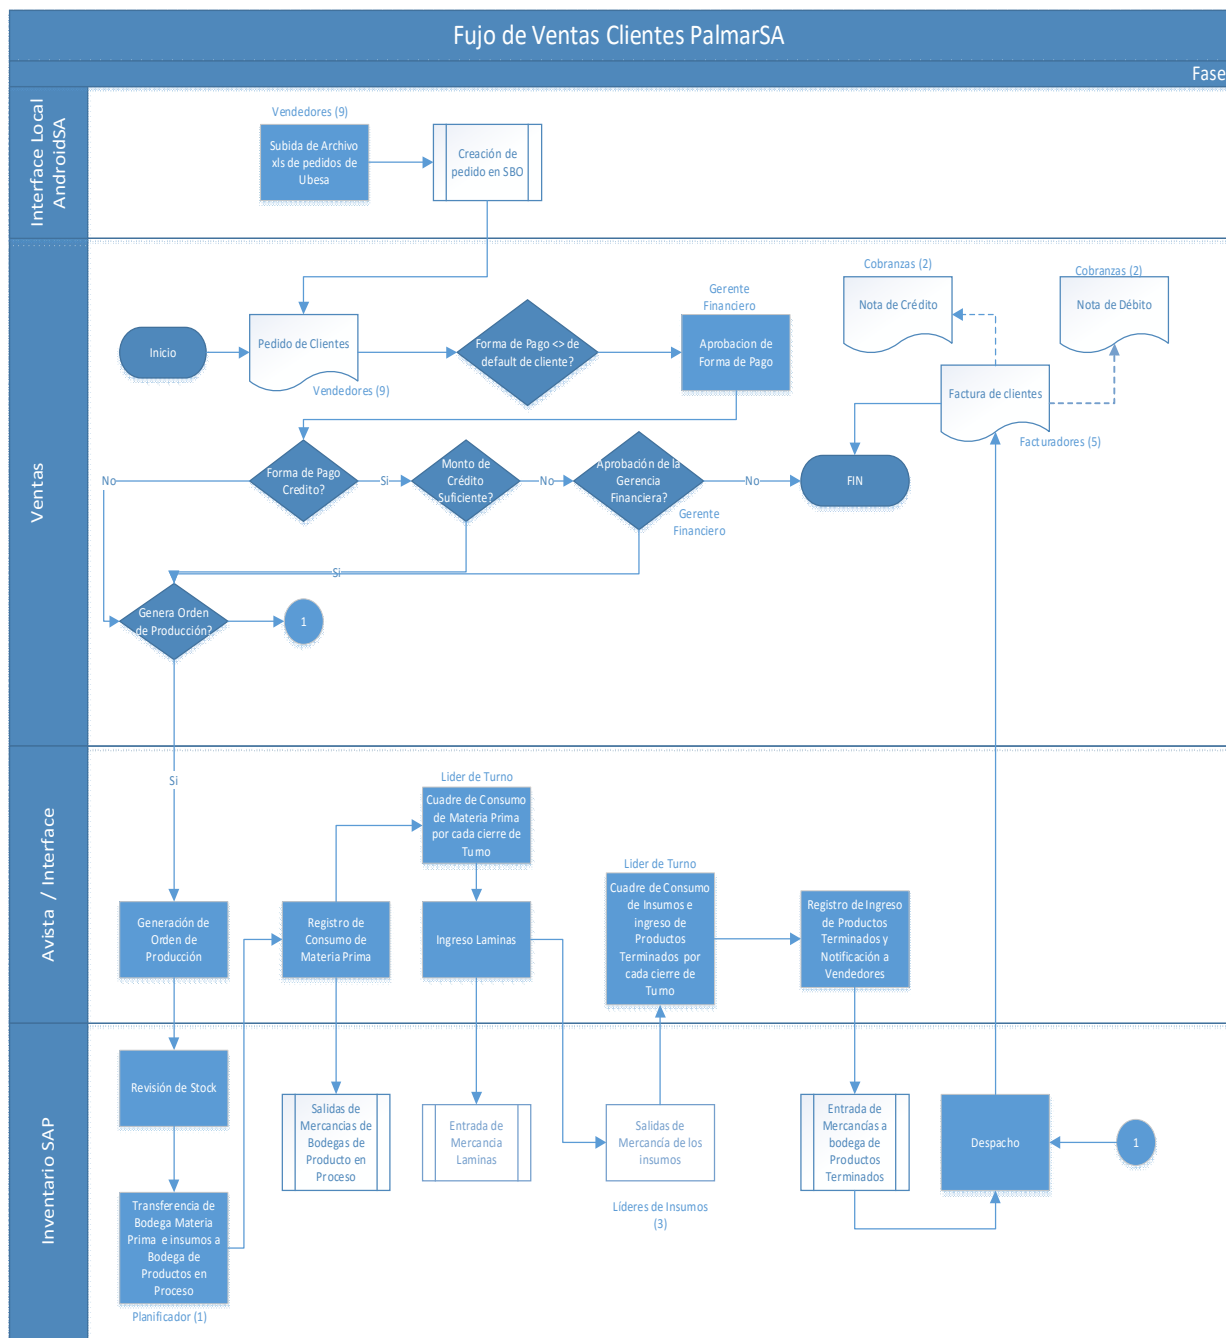 Fujo de Ventas Clientes PalmarSA
Fase
Interface Local
AndroidSA
Vendedores (9)
Subida de Archivo
xls de pedidos de
Ubesa
Creación de
pedido en SBO
Ventas
Inicio
Pedido de Clientes
Vendedores (9)
Forma de Pago <> de
default de cliente?
Gerente
Financiero
Aprobacion de
Forma de Pago
Cobranzas (2)
Nota de Crédito
Cobranzas (2)
Nota de Débito
Factura de clientes
Facturadores (5)
No
Forma de Pago
Credito?
Si
Monto de
Crédito
Suficiente?
No
Aprobación de la
Gerencia
Financiera?
Gerente
Financiero
No
FIN
Si
Genera Orden
de Producción?
1
Avista / Interface
Si
Generación de
Orden de
Producción
Registro de
Consumo de
Materia Prima
Lider de Turno
Cuadre de Consumo
de Materia Prima
por cada cierre de
Turno
Ingreso Laminas
Lider de Turno
Cuadre de Consumo
de Insumos e
ingreso de
Productos
Terminados por
cada cierre de
Turno
Registro de Ingreso
de Productos
Terminados y
Notificación a
Vendedores
Inventario SAP
Revisión de Stock
Transferencia de
Bodega Materia
Prima e insumos a
Bodega de
Productos en
Proceso
Planificador (1)
Salidas de
Mercancias de
Bodegas de
Producto en
Proceso
Entrada de
Mercancia
Laminas
Salidas de
Mercancía de los
insumos
Líderes de Insumos
(3)
Entrada de
Mercancías a
bodega de
Productos
Terminados
Despacho
1